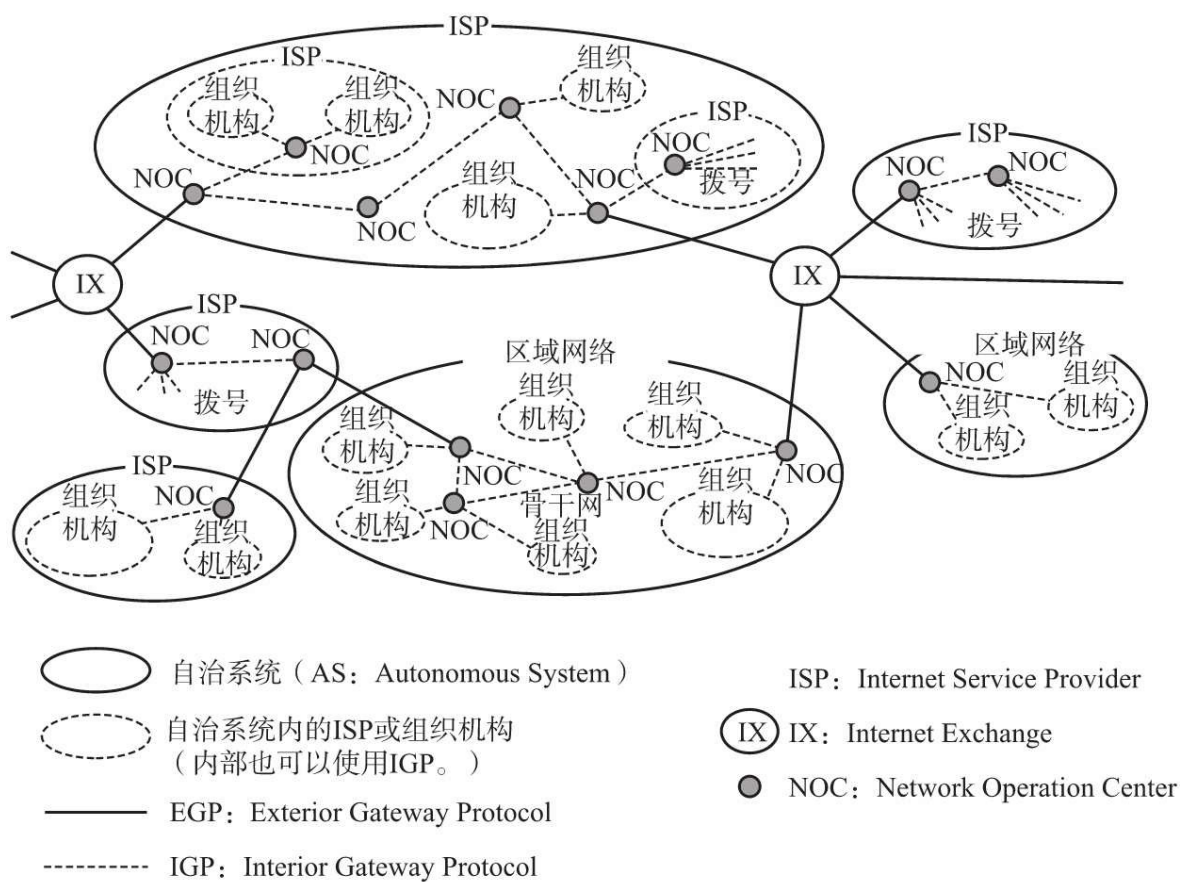 ISP
ISP
组织
机构
组织
机构
NOC
NOC
NOC
NOC
组织
机构
ISP
NOC
拨号
组织
机构
NOC
ISP
NOC
NOC
拨号
IX
IX
ISP
NOC
NOC
拨号
区域网络
组织
机构
组织
机构
NOC
组织
机构
NOC
组织
机构
NOC
骨干网
组织
机构
组织
机构
组织
机构
NOC
区域网络
NOC
组织
机构
组织
机构
ISP
组织
机构
NOC
组织
机构
自治系统（AS：Autonomous System）
自治系统内的ISP或组织机构
（内部也可以使用IGP。）
EGP：Exterior Gateway Protocol
IGP：Interior Gateway Protocol
ISP：Internet Service Provider
IX IX：Internet Exchange
NOC：Network Operation Center